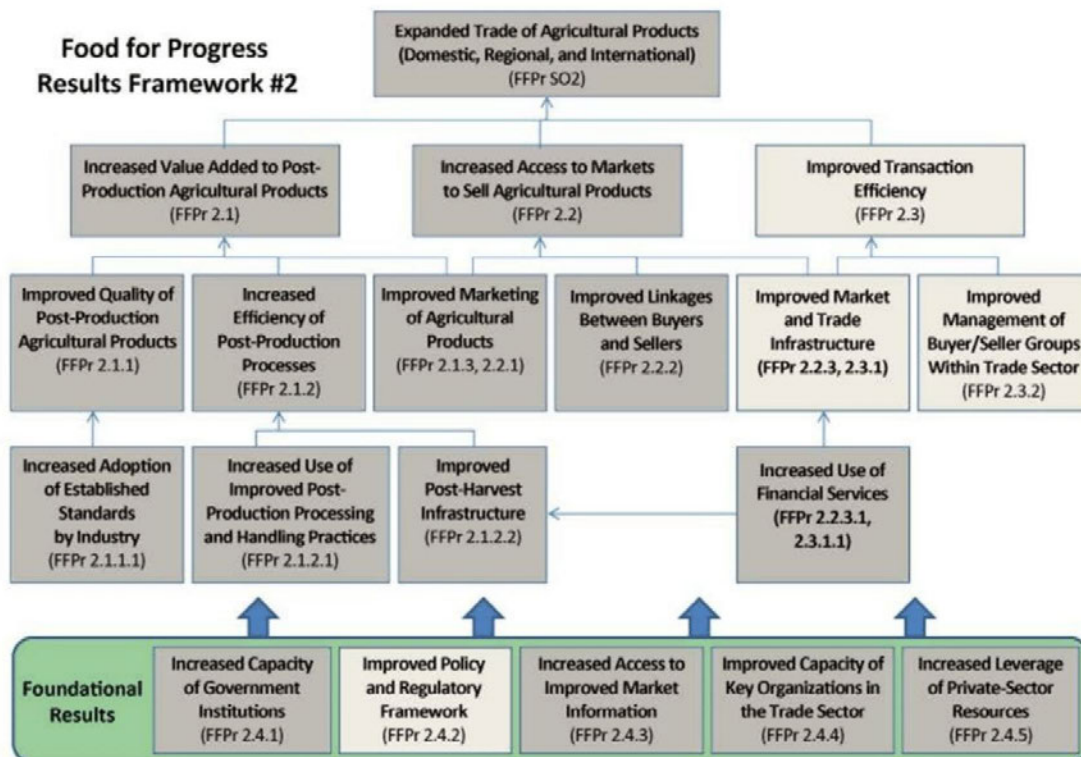 Food for Progress
Results Framework #2
Expanded Trade of Agricultural Products
(Domestic, Regional, and International)
(FFPr SO2)
Increased Value Added to Post-
Production Agricultural Products
(FFPr 2.1)
Increased Access to Markets
to Sell Agricultural Products
(FFPr 2.2)
Improved Transaction
Efficiency
(FFPr 2.3)
Improved Quality of
Post-Production
Agricultural Products
(FFPr 2.1.1)
Increased
Efficiency of
Post-Production
Processes
(FFPr 2.1.2)
Improved Marketing
of Agricultural
Products
(FFPr 2.1.3, 2.2.1)
Improved Linkages
Between Buyers
and Sellers
(FFPr 2.2.2)
Improved Market
and Trade
Infrastructure
(FFPr 2.2.3, 2.3.1)
Improved
Management of
Buyer/Seller Groups
Within Trade Sector
(FFPr 2.3.2)
Increased Adoption
of Established
Standards
by Industry
(FFPr 2.1.1.1)
Increased Use of
Improved Post-
Production Processing
and Handling Practices
(FFPr 2.1.2.1)
Improved
Post-Harvest
Infrastructure
(FFPr 2.1.2.2)
Increased Use of
Financial Services
(FFPr 2.2.3.1,
2.3.1.1)
Foundational
Results
Increased Capacity
of Government
Institutions
(FFPr 2.4.1)
Improved Policy
and Regulatory
Framework
(FFPr 2.4.2)
Increased Access to
Improved Market
Information
(FFPr 2.4.3)
Improved Capacity of
Key Organizations in
the Trade Sector
(FFPr 2.4.4)
Increased Leverage
of Private-Sector
Resources
(FFPr 2.4.5)